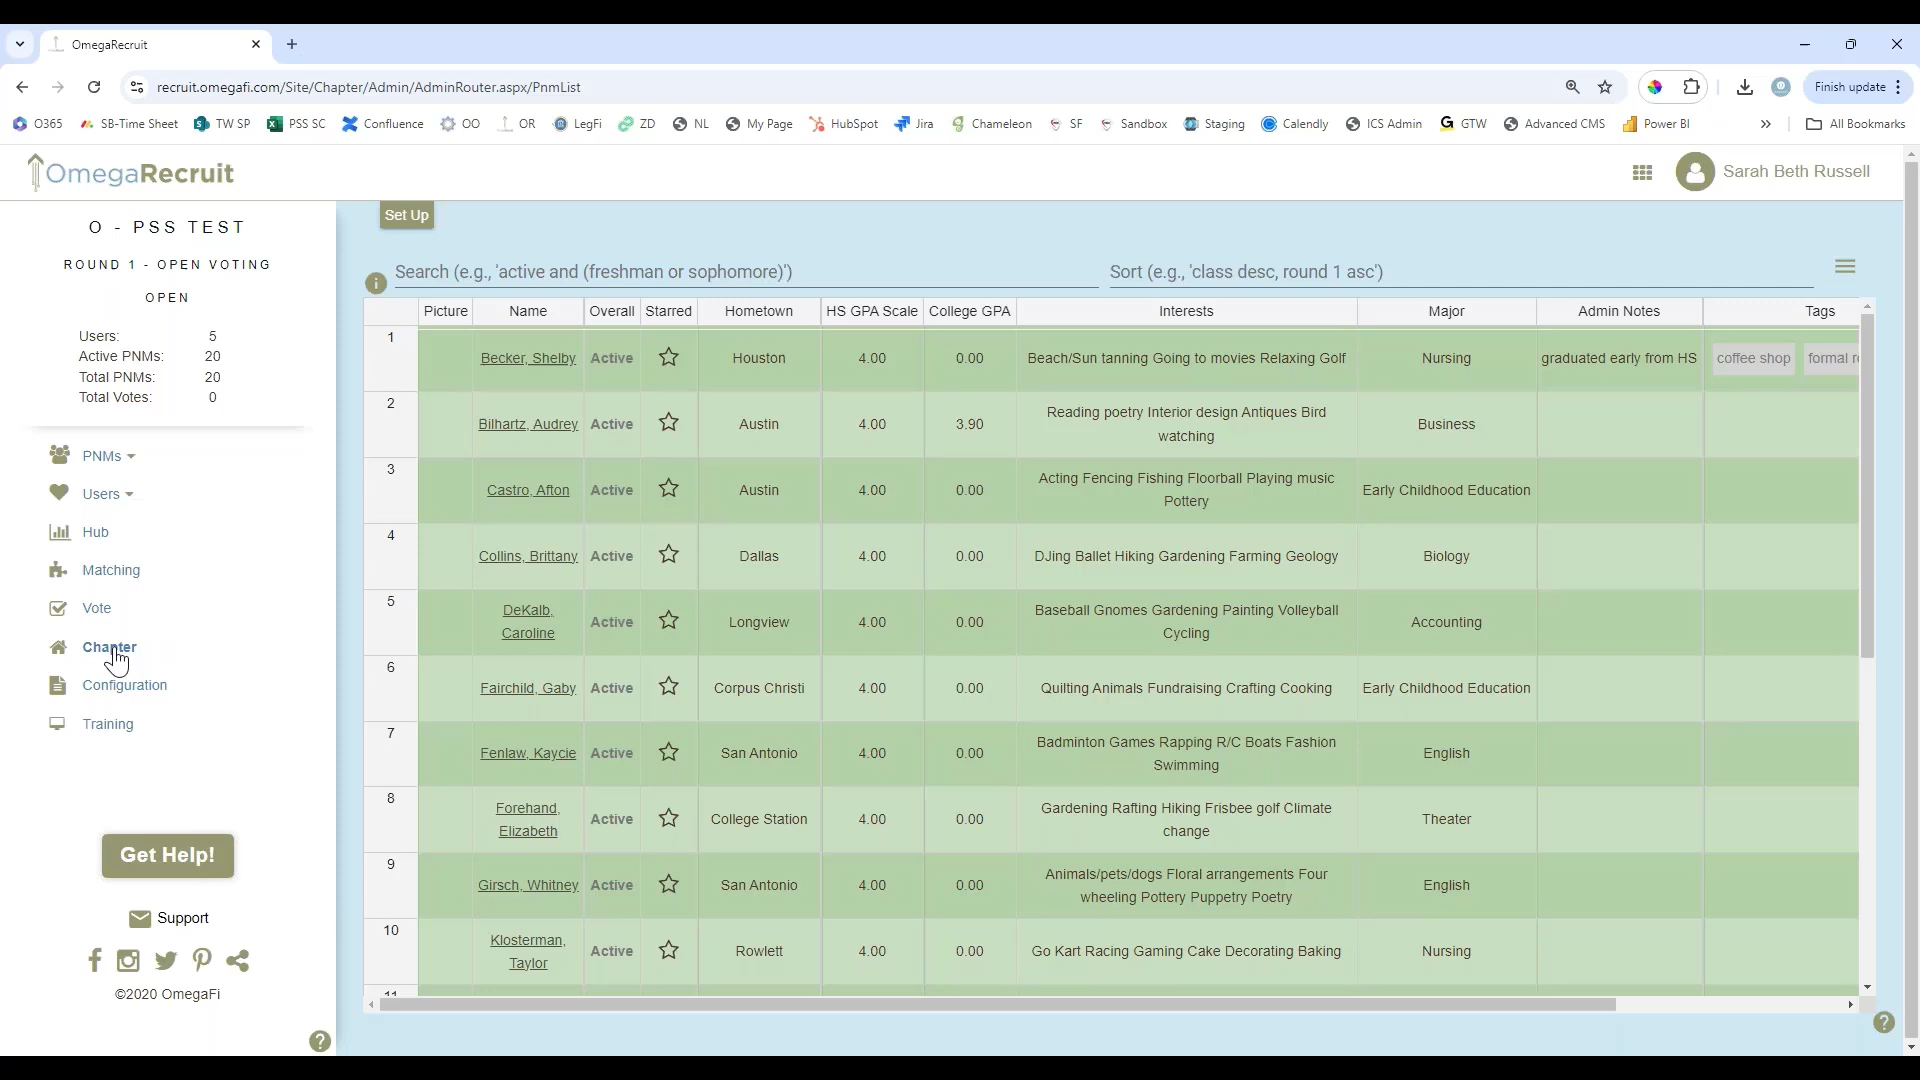 OmegaRecruit
recruit.omegafi.com/Site/Chapter/Admin/AdminRouter.aspx/PnmList
Finish update
O365 SB-Time Sheet TW SP PSS SC Confluence OO OR LegFi ZD NL My Page HubSpot Jira Chameleon SF Sandbox Staging Calendly ICS Admin GTW Advanced CMS Power BI » All Bookmarks
OmegaRecruit
Sarah Beth Russell
O - PSS TEST
ROUND 1 - OPEN VOTING
OPEN
Users: 5
Active PNMs: 20
Total PNMs: 20
Total Votes: 0
PNMs
Users
Hub
Matching
Vote
Chapter
Configuration
Training
Get Help!
Support
©2020 OmegaFi
Set Up
Search (e.g., 'active and (freshman or sophomore)')
Sort (e.g., 'class desc, round 1 asc')
Picture Name Overall Starred Hometown HS GPA Scale College GPA Interests Major Admin Notes Tags
1 Becker, Shelby Active Houston 4.00 0.00 Beach/Sun tanning Going to movies Relaxing Golf Nursing graduated early from HS coffee shop formal r
2 Bilhartz, Audrey Active Austin 4.00 3.90 Reading poetry Interior design Antiques Bird
watching Business
3 Castro, Afton Active Austin 4.00 0.00 Acting Fencing Fishing Floorball Playing music
Pottery Early Childhood Education
4 Collins, Brittany Active Dallas 4.00 0.00 DJing Ballet Hiking Gardening Farming Geology Biology
5 DeKalb,
Caroline Active Longview 4.00 0.00 Baseball Gnomes Gardening Painting Volleyball
Cycling Accounting
6 Fairchild, Gaby Active Corpus Christi 4.00 0.00 Quilting Animals Fundraising Crafting Cooking Early Childhood Education
7 Fenlaw, Kaycie Active San Antonio 4.00 0.00 Badminton Games Rapping R/C Boats Fashion
Swimming English
8 Forehand,
Elizabeth Active College Station 4.00 0.00 Gardening Rafting Hiking Frisbee golf Climate
change Theater
9 Girsch, Whitney Active San Antonio 4.00 0.00 Animals/pets/dogs Floral arrangements Four
wheeling Pottery Puppetry Poetry English
10 Klosterman,
Taylor Active Rowlett 4.00 0.00 Go Kart Racing Gaming Cake Decorating Baking Nursing
11